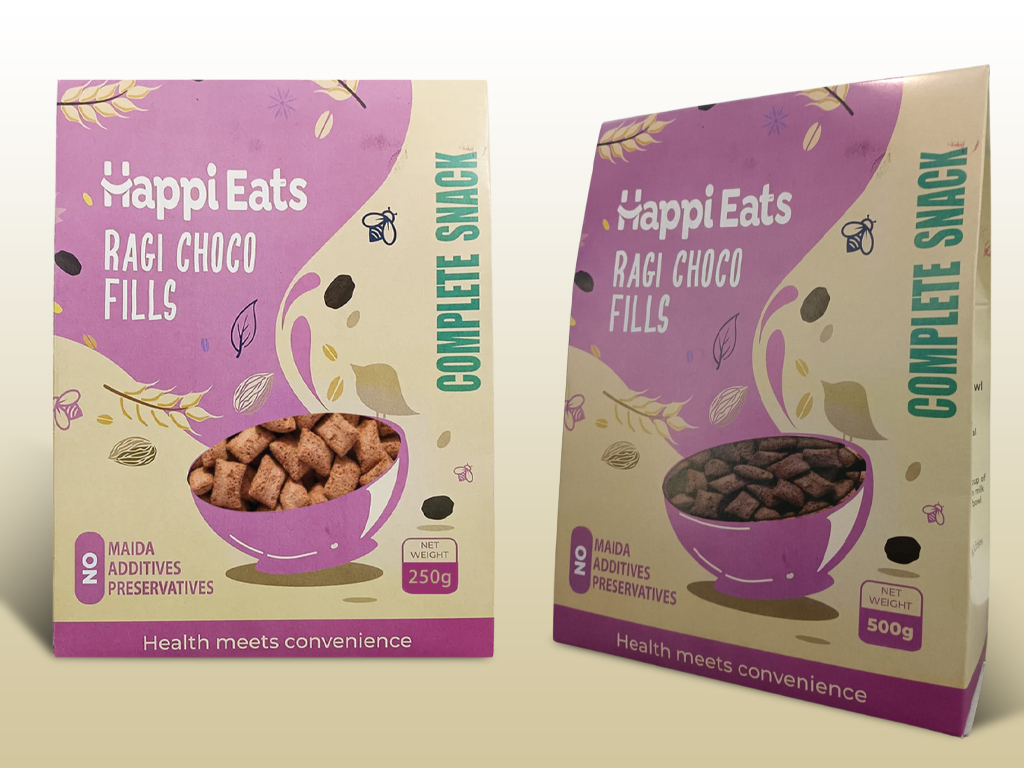 Happi Eats
RAGI CHOCO
FILLS
COMPLETE SNACK
NO
MAIDA
ADDITIVES
PRESERVATIVES
NET
WEIGHT
250g
Health meets convenience
Happi Eats
RAGI CHOCO
FILLS
COMPLETE SNACK
NO
MAIDA
ADDITIVES
PRESERVATIVES
NET
WEIGHT
500g
Health meets convenience